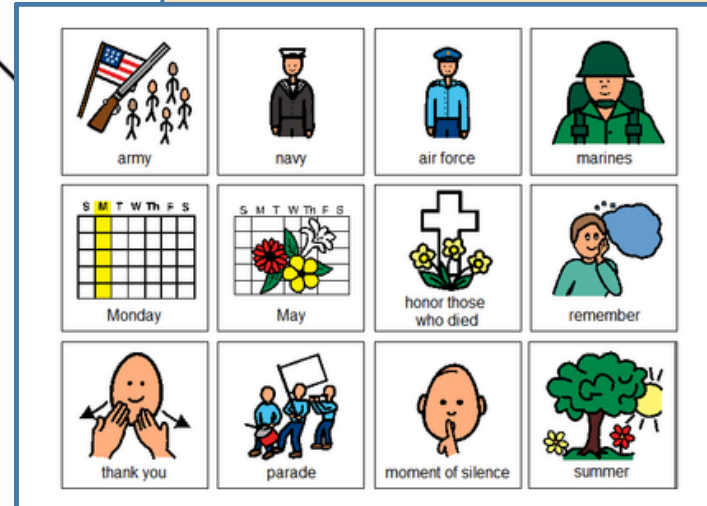 army
navy
air force
marines
S M T W Th F S
Monday
S M T W Th F S
May
honor those
who died
remember
thank you
parade
moment of silence
summer